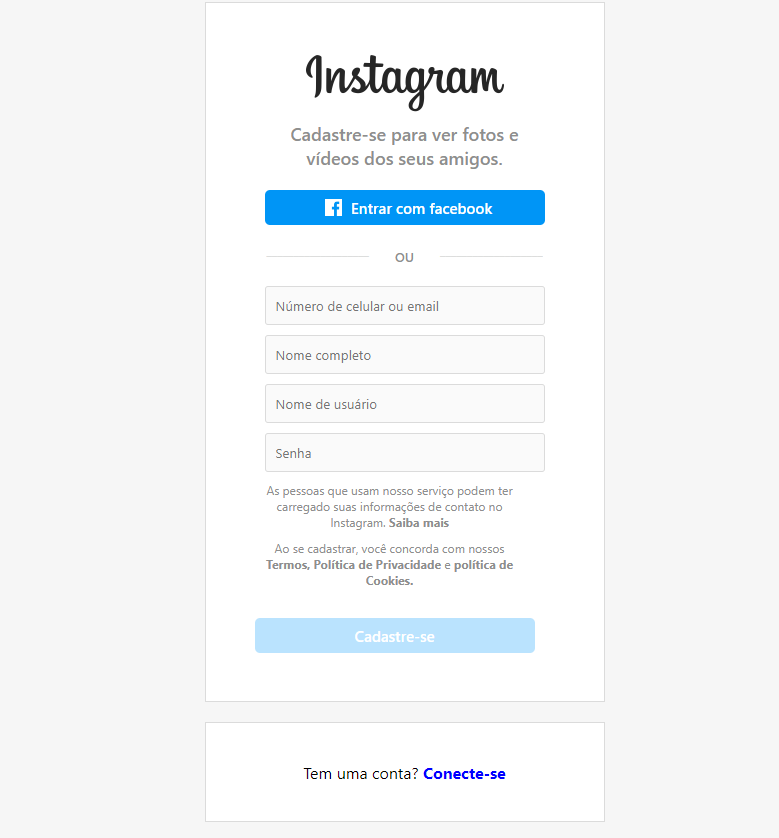 Instagram
Cadastre-se para ver fotos e
vídeos dos seus amigos.
Entrar com facebook
OU
Número de celular ou email
Nome completo
Nome de usuário
Senha
As pessoas que usam nosso serviço podem ter
carregado suas informações de contato no
Instagram. Saiba mais
Ao se cadastrar, você concorda com nossos
Termos, Política de Privacidade e política de
Cookies.
Cadastre-se
Tem uma conta? Conecte-se